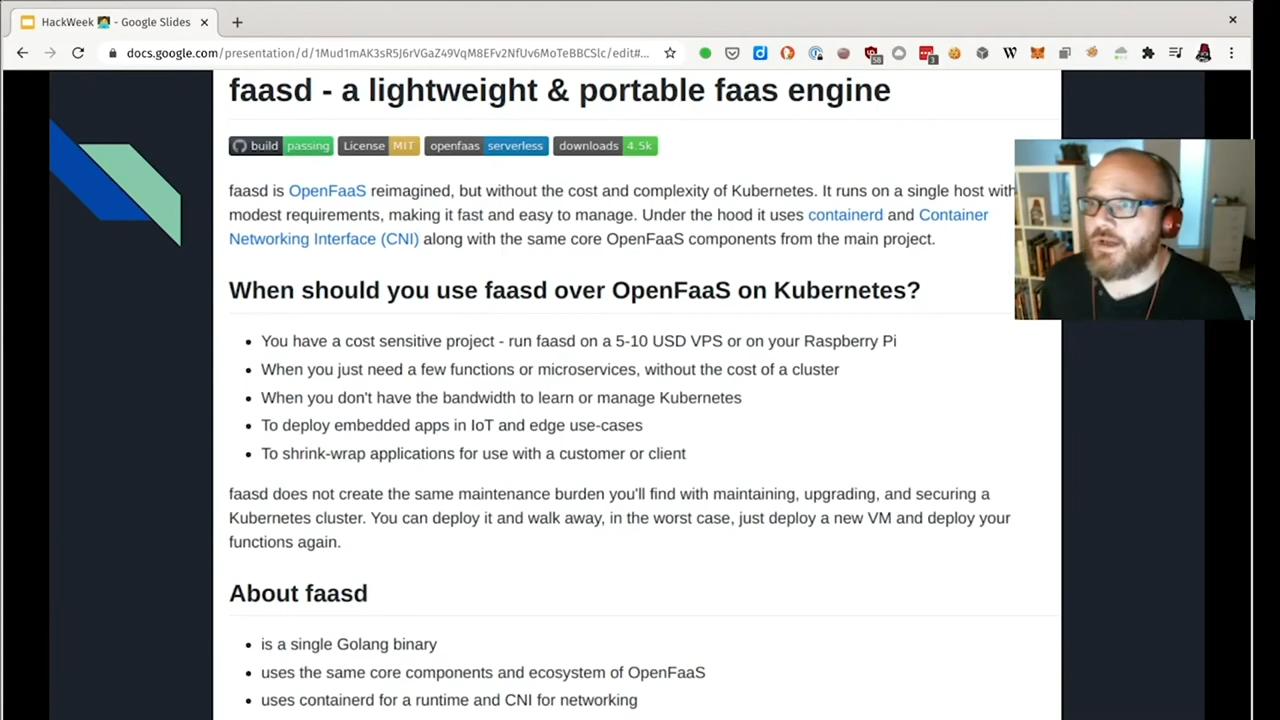 HackWeek 🧑‍💻 - Google Slides
docs.google.com/presentation/d/1Mud1mAK3sR5J6rVGaZ49VqM8EFv2NfUv6MoTeBBCSlc/edit#...
58
3
faasd - a lightweight & portable faas engine
build passing License MIT openfaas serverless downloads 4.5k
faasd is OpenFaaS reimagined, but without the cost and complexity of Kubernetes. It runs on a single host with
modest requirements, making it fast and easy to manage. Under the hood it uses containerd and Container
Networking Interface (CNI) along with the same core OpenFaaS components from the main project.
When should you use faasd over OpenFaaS on Kubernetes?
• You have a cost sensitive project - run faasd on a 5-10 USD VPS or on your Raspberry Pi
• When you just need a few functions or microservices, without the cost of a cluster
• When you don't have the bandwidth to learn or manage Kubernetes
• To deploy embedded apps in IoT and edge use-cases
• To shrink-wrap applications for use with a customer or client
faasd does not create the same maintenance burden you'll find with maintaining, upgrading, and securing a
Kubernetes cluster. You can deploy it and walk away, in the worst case, just deploy a new VM and deploy your
functions again.
About faasd
• is a single Golang binary
• uses the same core components and ecosystem of OpenFaaS
• uses containerd for a runtime and CNI for networking